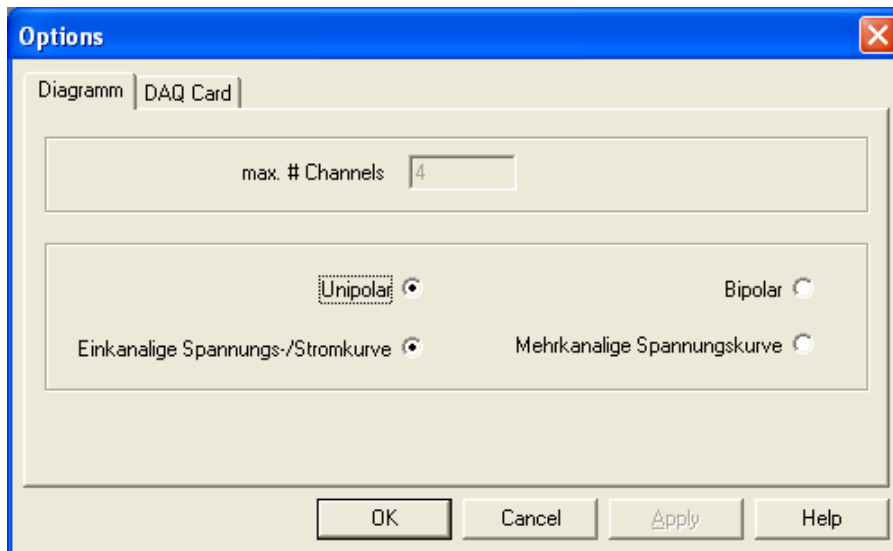 Options
Diagramm DAQ Card
max. # Channels 4
Unipolar Bipolar
Einkanalige Spannungs-/Stromkurve Mehrkanalige Spannungskurve
OK Cancel Apply Help